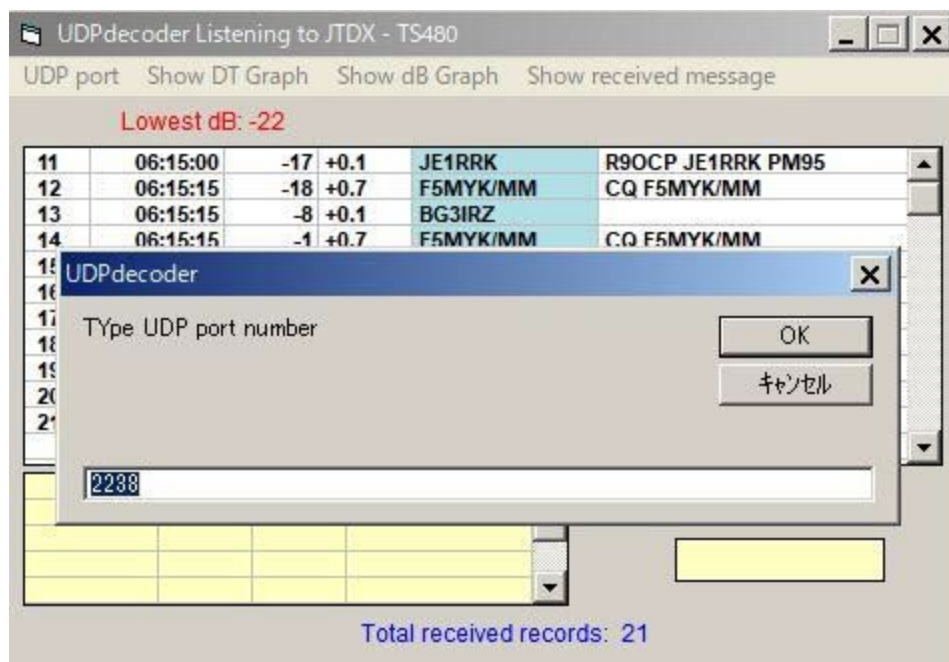 UDPdecoder Listening to JTDX - TS480
UDP port Show DT Graph Show dB Graph Show received message
Lowest dB: -22
11 06:15:00 -17 +0.1 JE1RRK R9OCP JE1RRK PM95
12 06:15:15 -18 +0.7 F5MYK/MM CQ F5MYK/MM
13 06:15:15 -8 +0.1 BG3IRZ
14 06:15:15 -1 +0.7 F5MYK/MM CQ F5MYK/MM
UDPdecoder
TYpe UDP port number
OK
キャンセル
2238
Total received records: 21